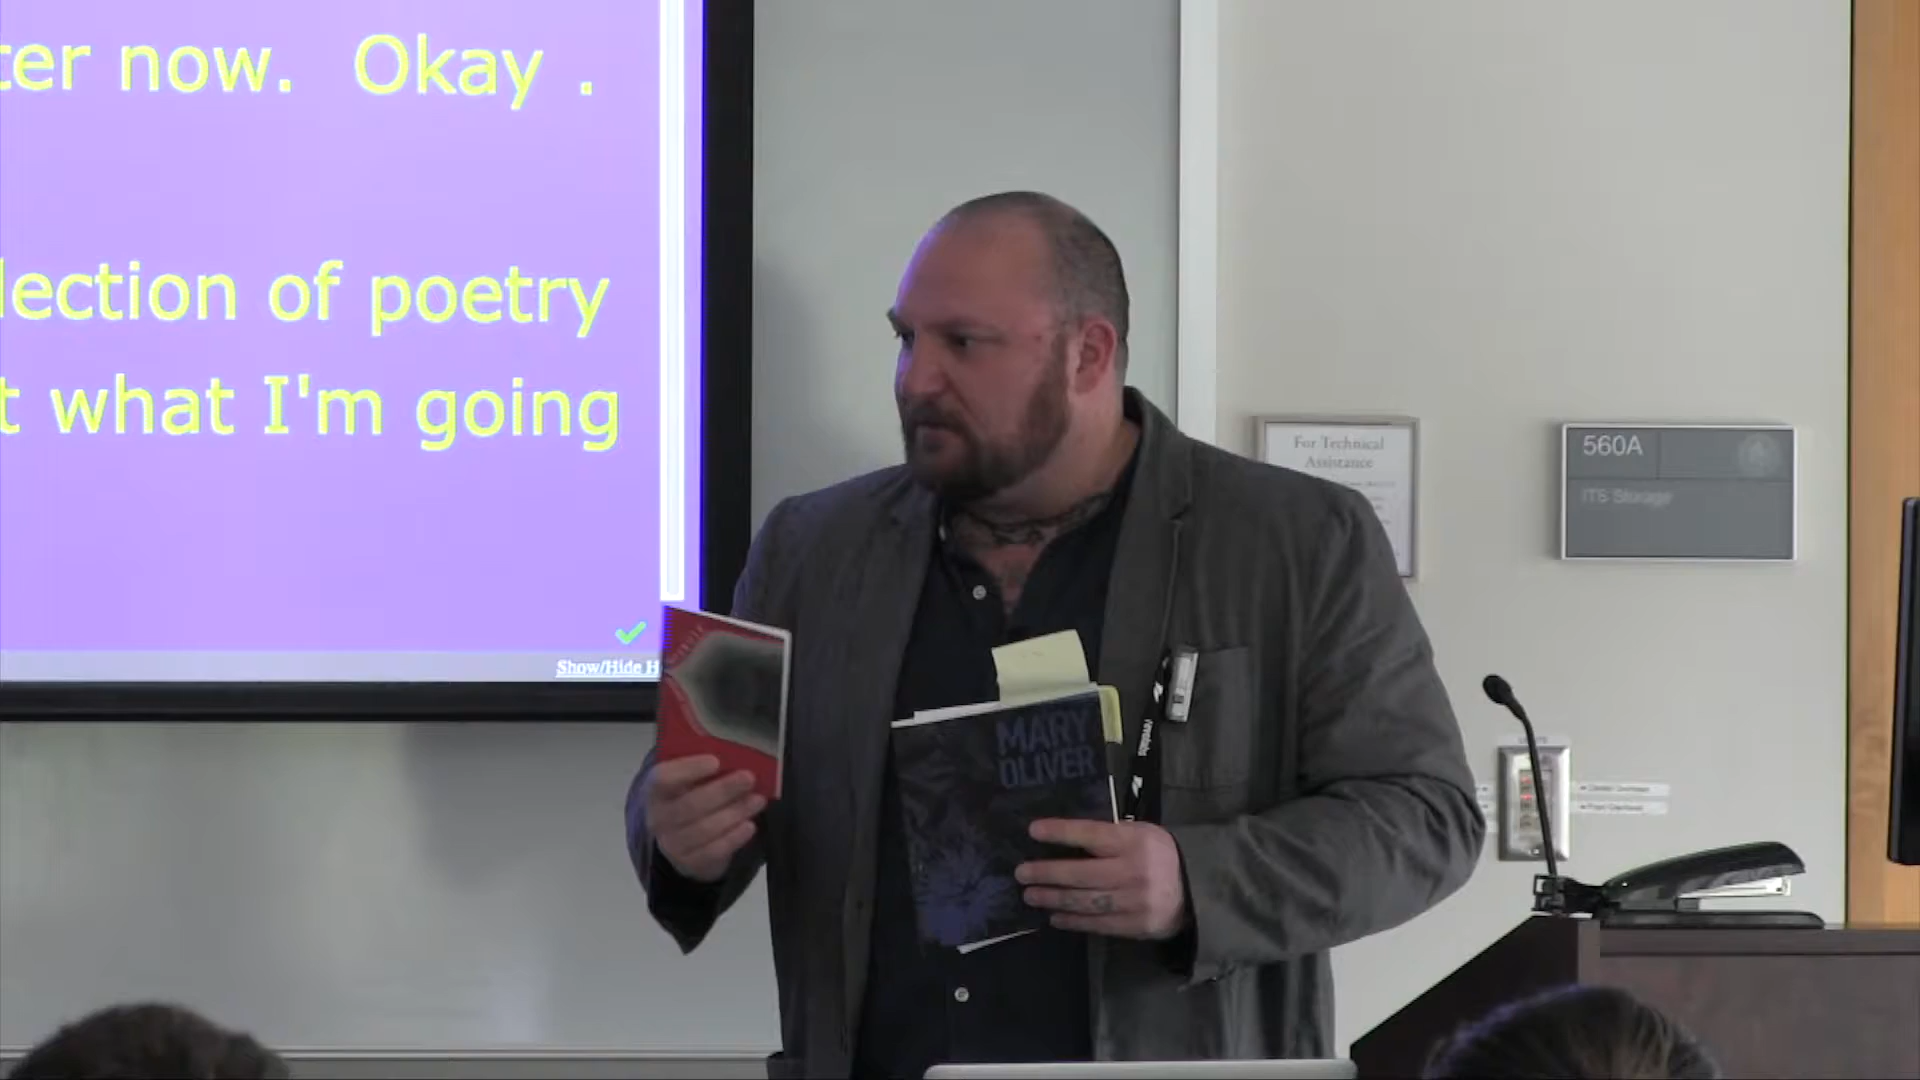 ter now. Okay .
lection of poetry
t what I'm going
Show/Hide H
MARY
OLIVER
For Technical
Assistance
560A
ITS Storage